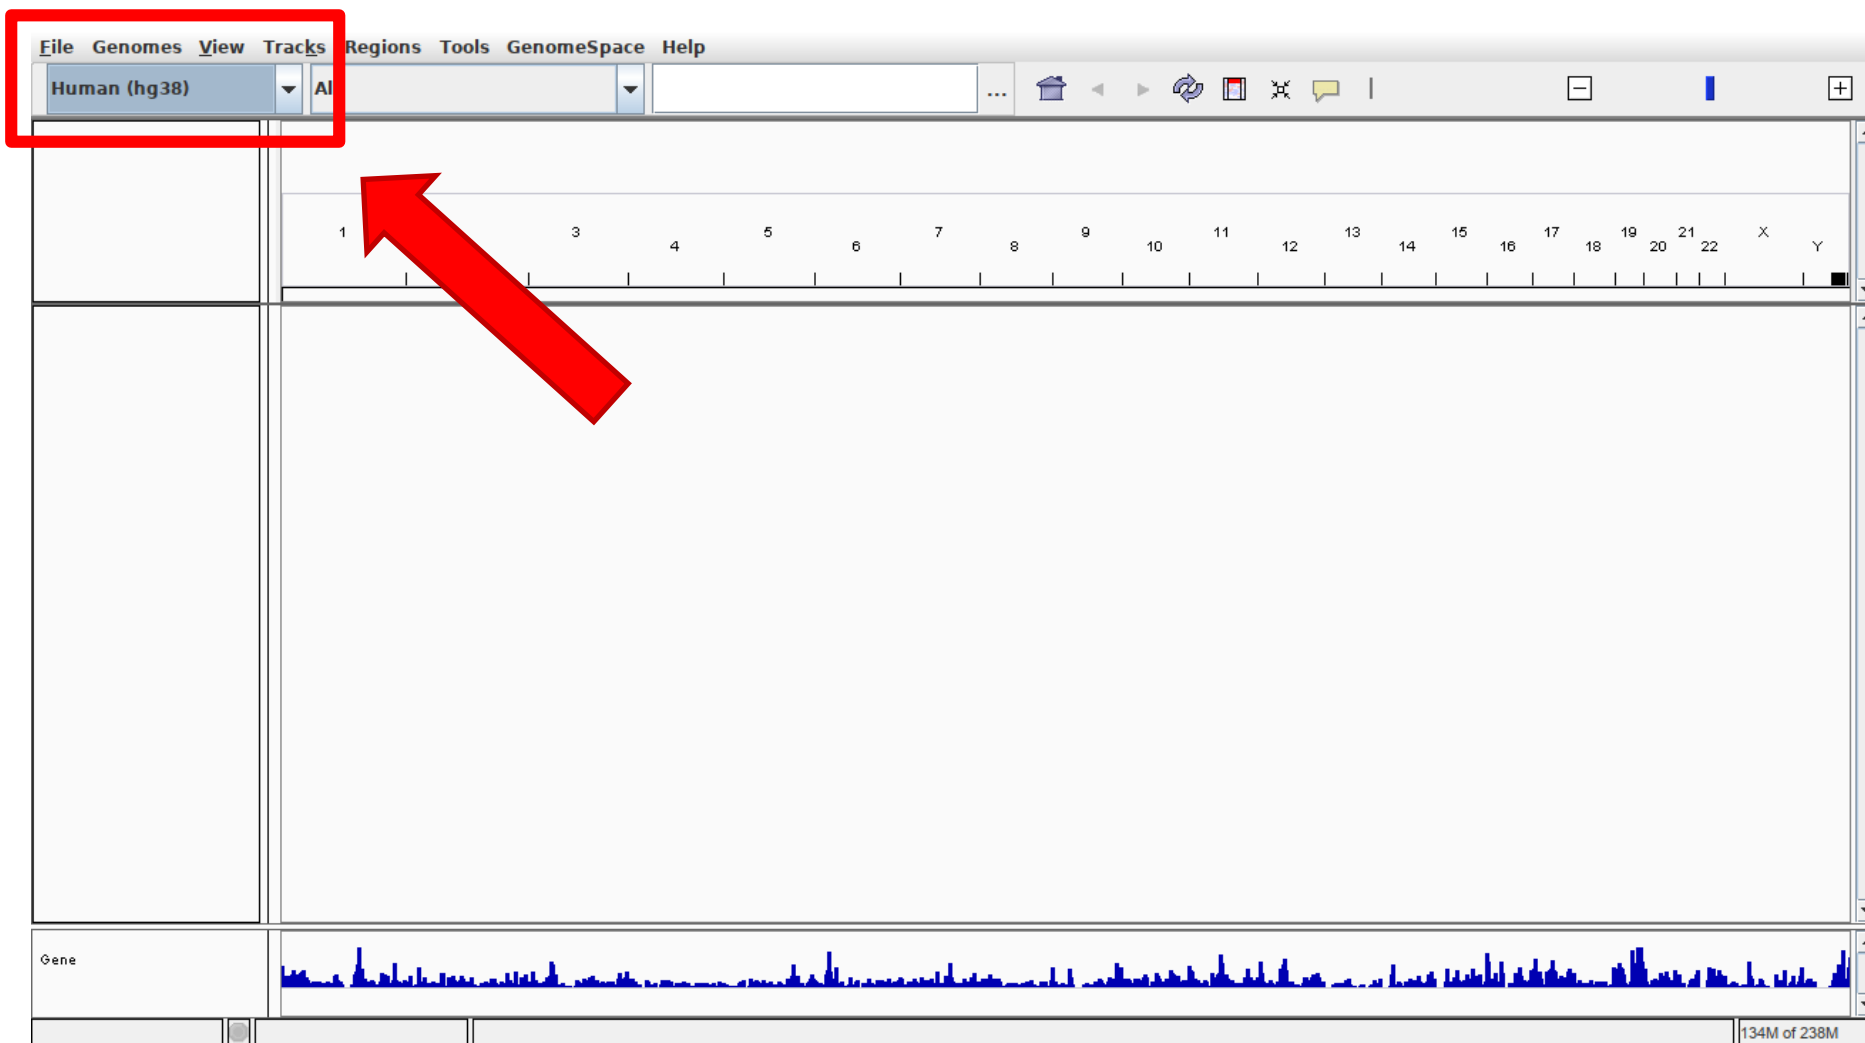 File Genomes View Tracks Regions Tools GenomeSpace Help
Human (hg38) Al ...
1 3 4 5 6 7 8 9 10 11 12 13 14 15 16 17 18 19 20 21 22 X Y
Gene
134M of 238M